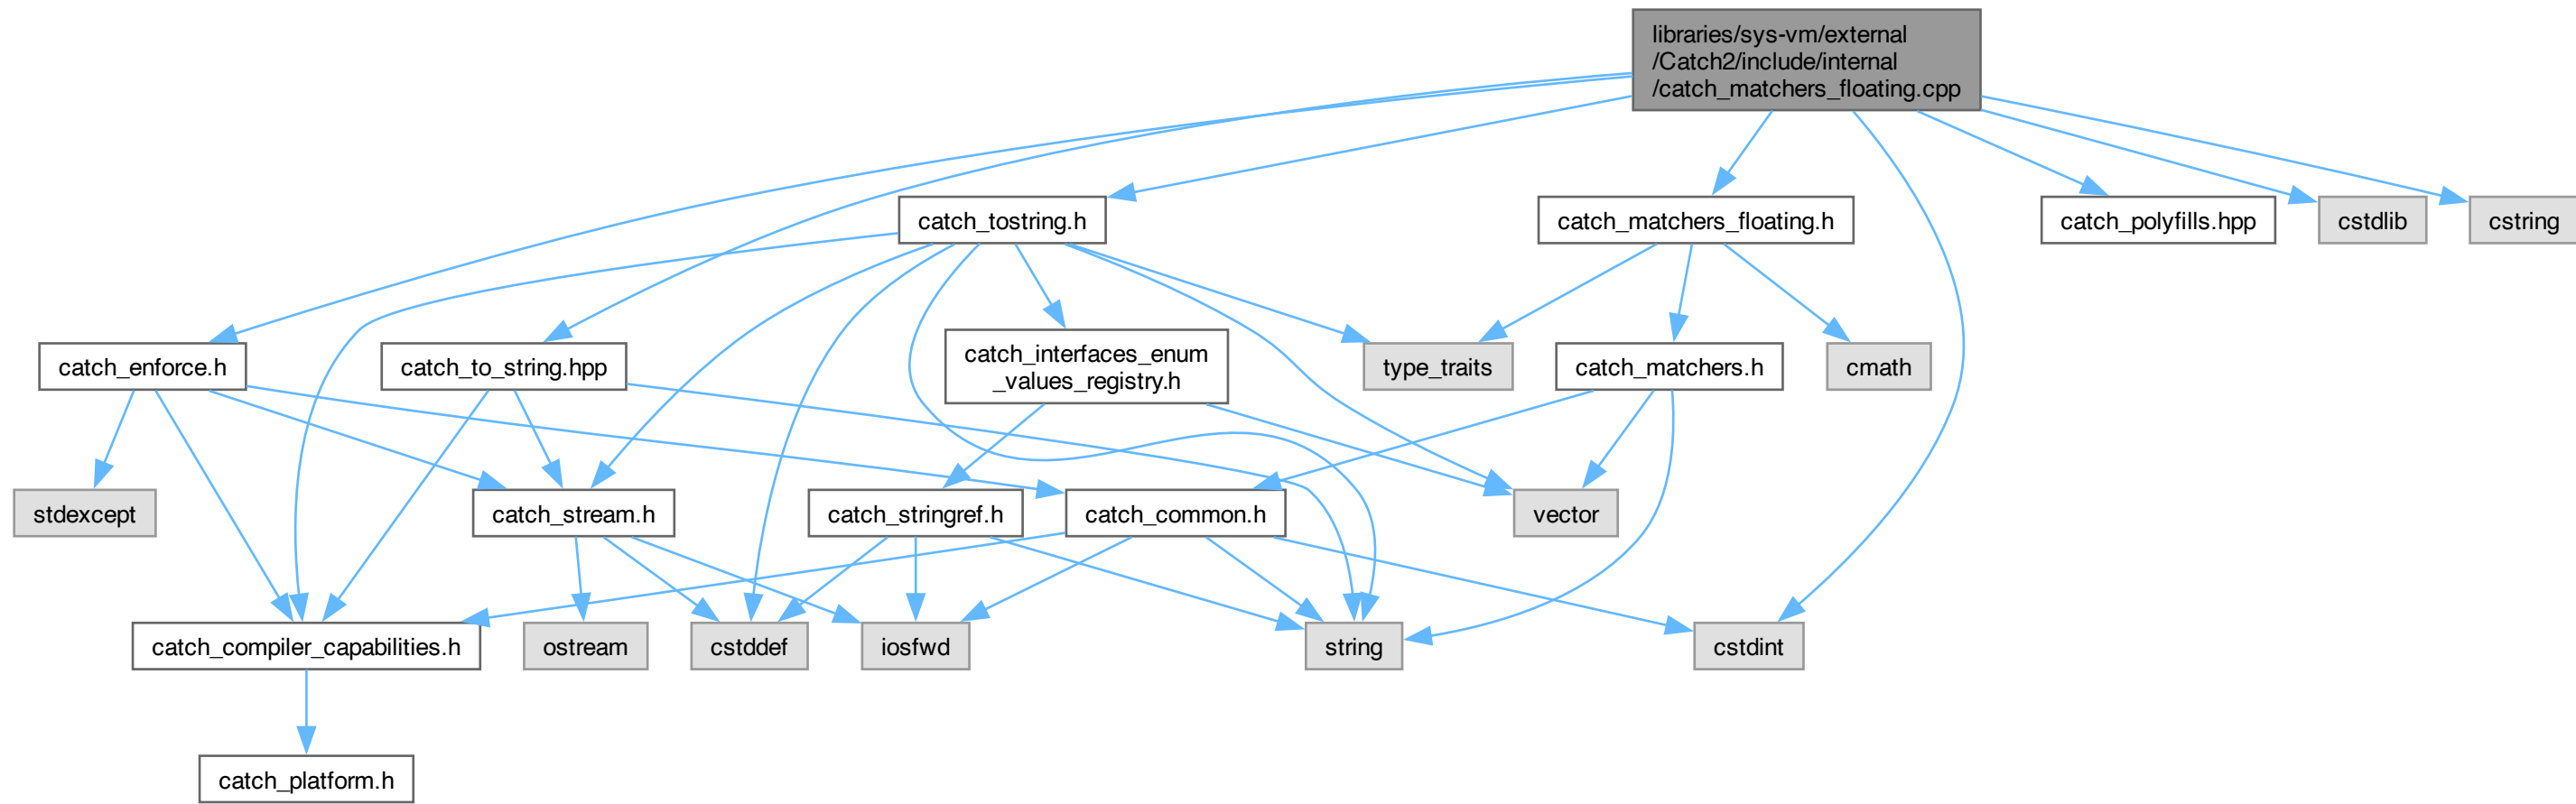 libraries/sys-vm/external
/Catch2/include/internal
/catch_matchers_floating.cpp
catch_tostring.h
catch_matchers_floating.h
catch_polyfills.hpp
cstdlib
cstring
catch_enforce.h
catch_to_string.hpp
catch_interfaces_enum
_values_registry.h
type_traits
catch_matchers.h
cmath
stdexcept
catch_stream.h
catch_stringref.h
catch_common.h
vector
catch_compiler_capabilities.h
ostream
cstddef
iosfwd
string
cstdint
catch_platform.h